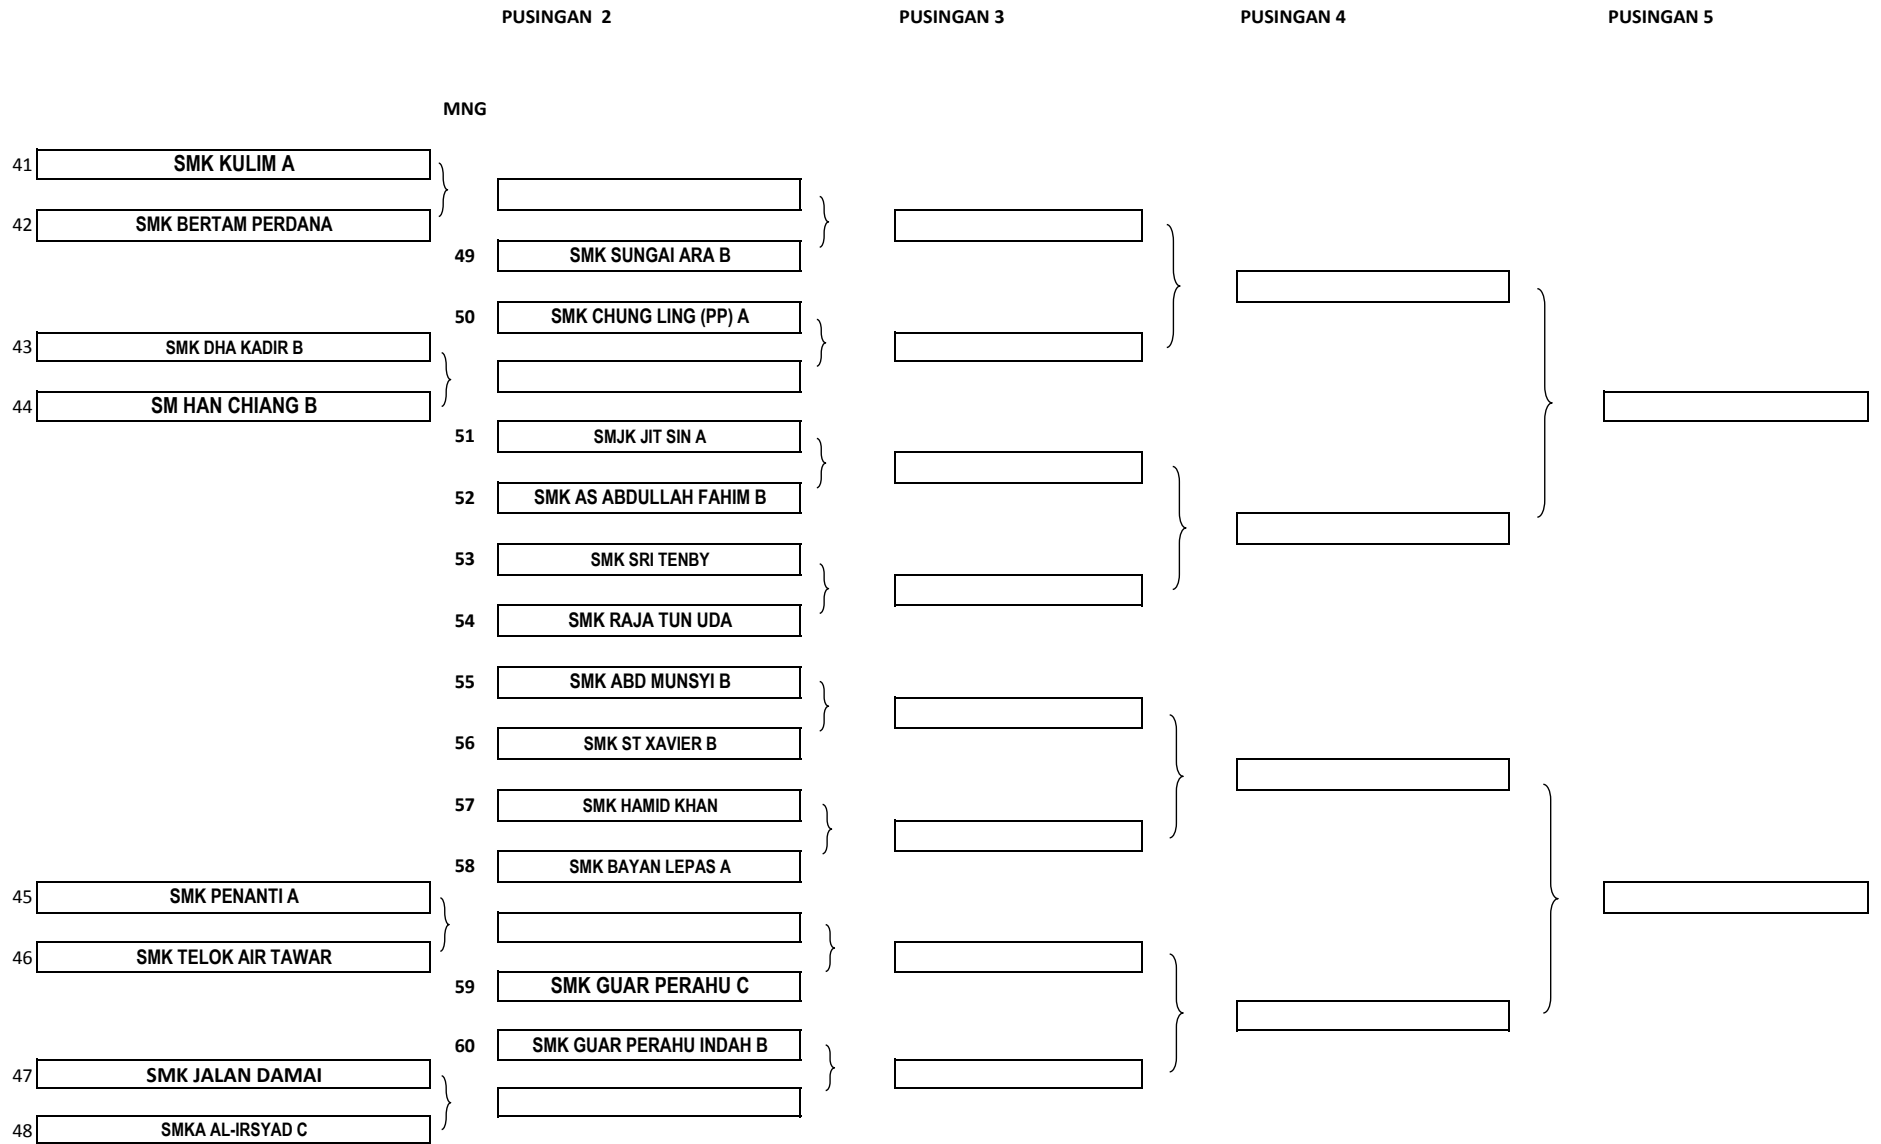 PUSINGAN  2 PUSINGAN 3 PUSINGAN 4 PUSINGAN 5
MNG
41 SMK KULIM A
42 SMK BERTAM PERDANA
49 SMK SUNGAI ARA B
50 SMK CHUNG LING (PP) A
43 SMK DHA KADIR B
44 SM HAN CHIANG B
51 SMJK JIT SIN A
52 SMK AS ABDULLAH FAHIM B
53 SMK SRI TENBY
54 SMK RAJA TUN UDA
55 SMK ABD MUNSYI B
56 SMK ST XAVIER B
57 SMK HAMID KHAN
58 SMK BAYAN LEPAS A
45 SMK PENANTI A
46 SMK TELOK AIR TAWAR
59 SMK GUAR PERAHU C
60 SMK GUAR PERAHU INDAH B
47 SMK JALAN DAMAI
48 SMKA AL-IRSYAD C